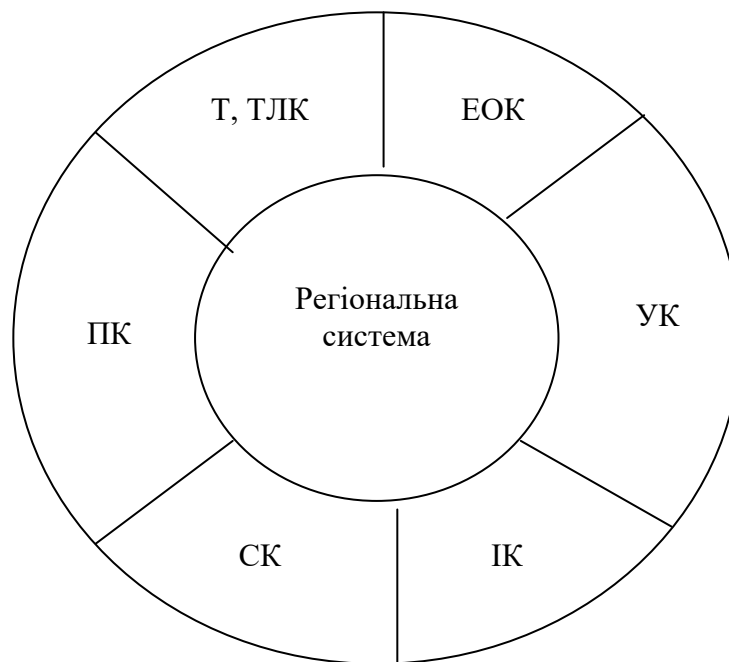 Т, ТЛК
ЕОК
Регіональна
система
УК
ПК
СК
ІК